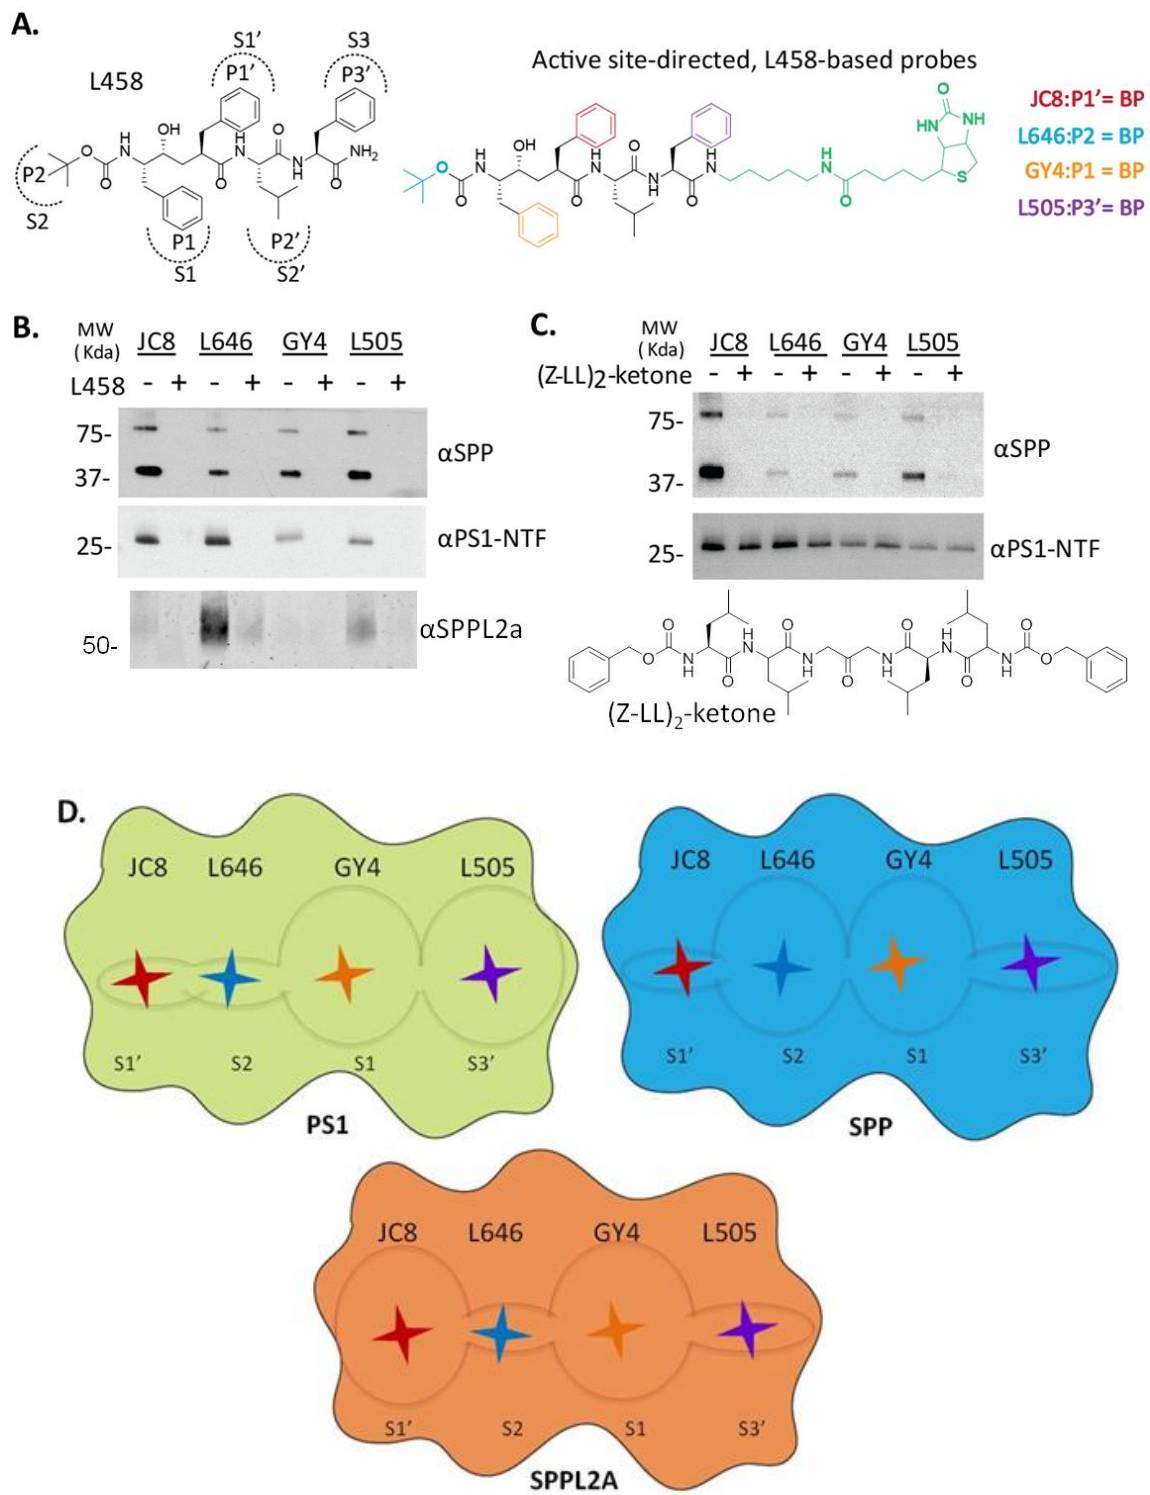 A.
L458
S1’
P1’
S3
P3’
OH
H
N
O
O
O
H
N
O
N
H
O
NH2
P2
S2
P1
S1
P2’
S2’
Active site-directed, L458-based probes
OH
O
O
H
N
O
H
N
O
N
H
O
H
N
H
N
O
O
HN
NH
S
JC8:P1’= BP
L646:P2 = BP
GY4:P1 = BP
L505:P3’= BP
B.
MW
( Kda)
JC8 L646 GY4 L505
L458 - + - + - + - +
75-
37-
αSPP
25-
αPS1-NTF
50-
αSPPL2a
C.
MW
( Kda)
JC8 L646 GY4 L505
(Z-LL)2-ketone - + - + - + - +
75-
37-
αSPP
25-
αPS1-NTF
O
O
N
H
O
H
N
O
N
H
O
N
H
O
H
N
O
N
H
O
O
(Z-LL)2-ketone
D.
JC8 L646 GY4 L505
S1’ S2 S1 S3’
PS1
JC8 L646 GY4 L505
S1’ S2 S1 S3’
SPP
JC8 L646 GY4 L505
S1’ S2 S1 S3’
SPPL2A